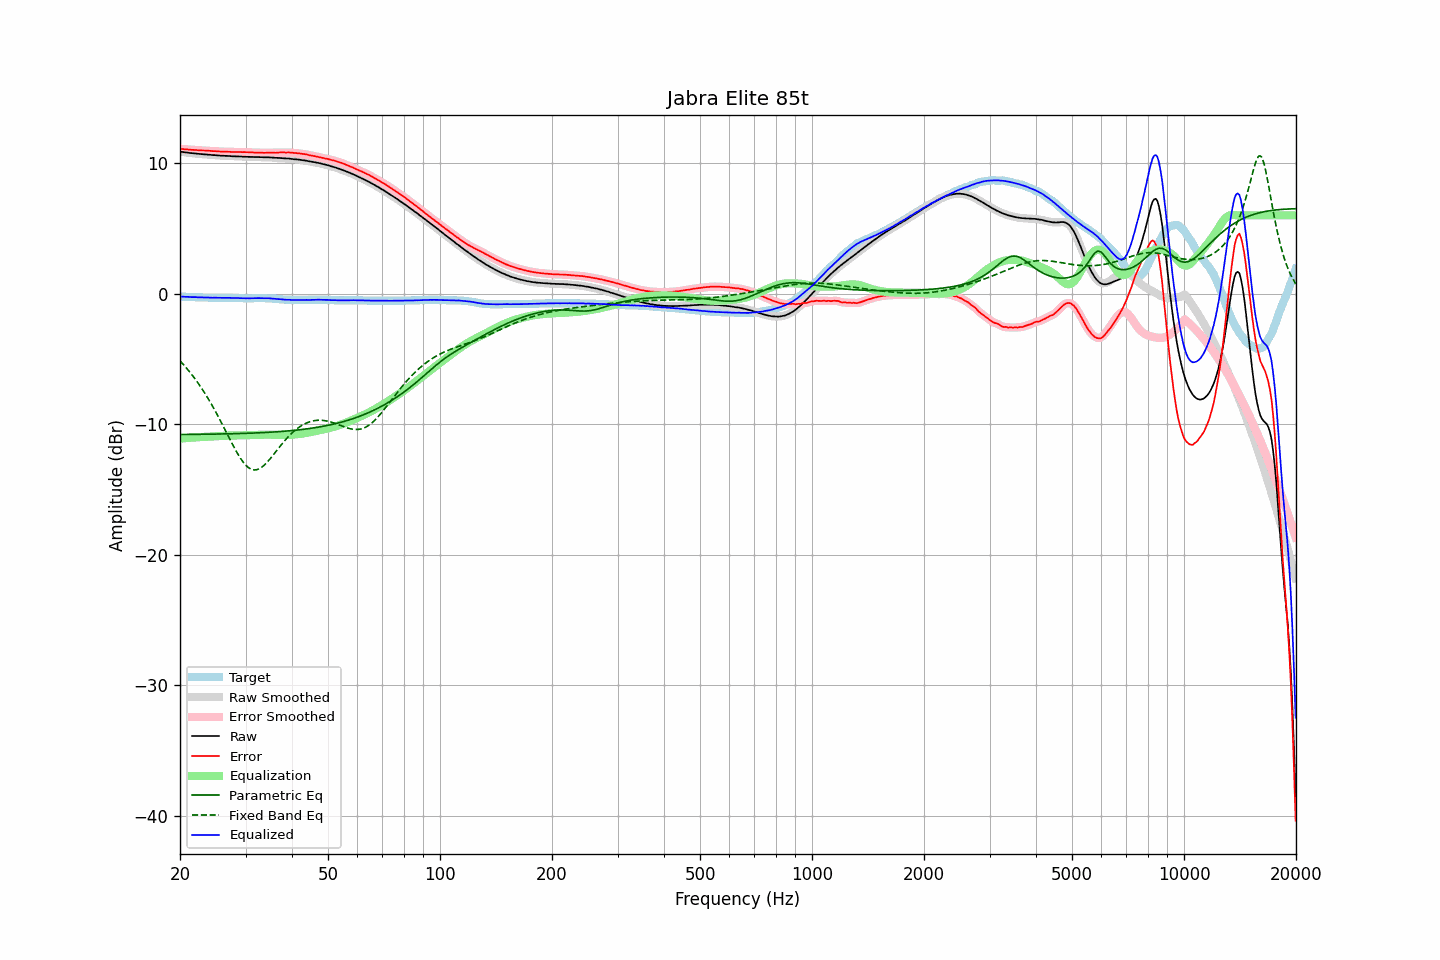 Jabra Elite 85t
Amplitude (dBr)
10
0
−10
−20
−30
−40
Target
Raw Smoothed
Error Smoothed
Raw
Error
Equalization
Parametric Eq
Fixed Band Eq
Equalized
20 50 100 200 500 1000 2000 5000 10000 20000
Frequency (Hz)